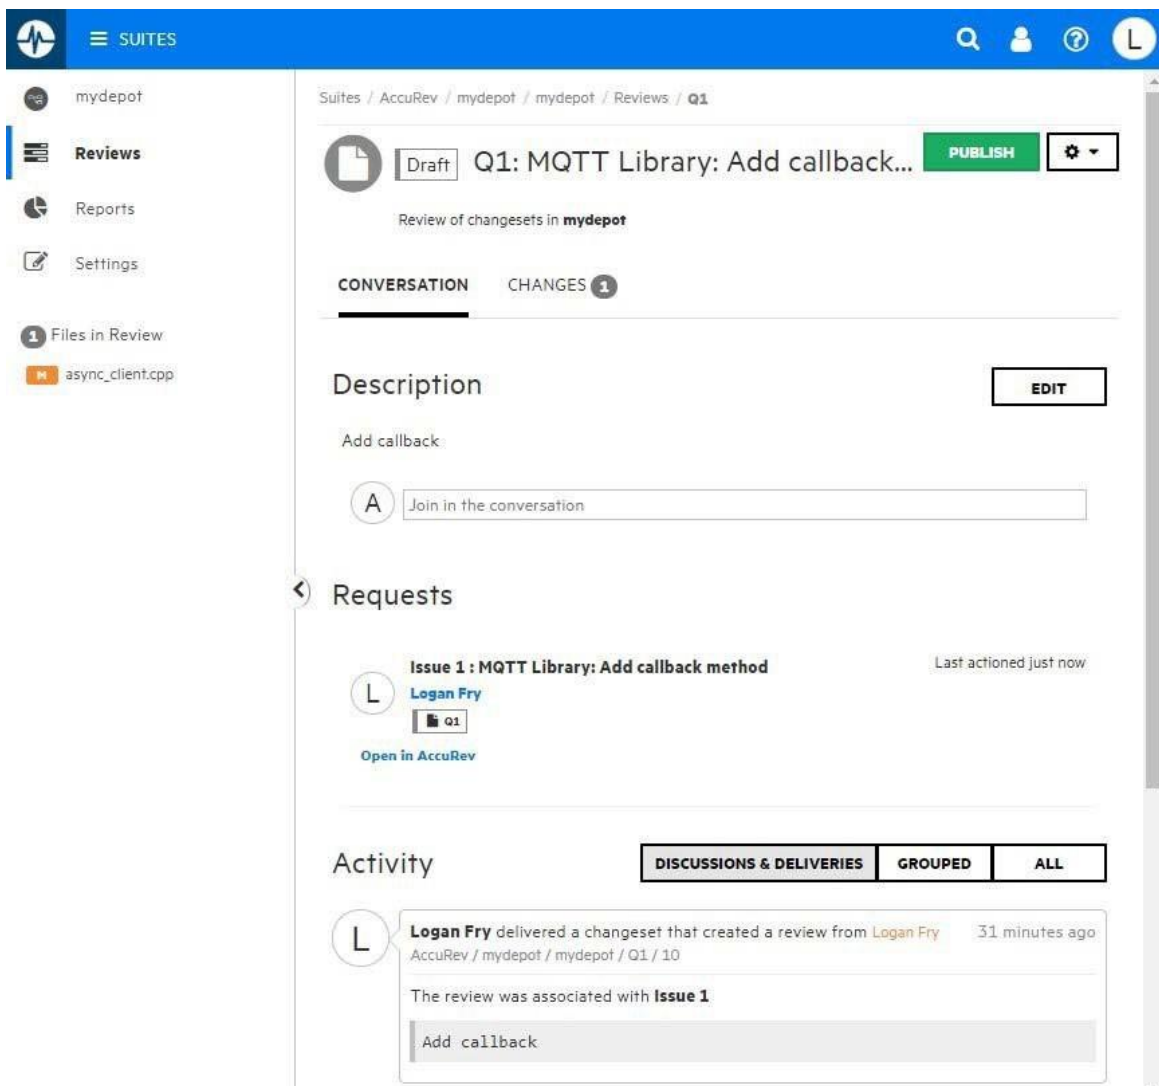 SUITES
L
mydepot
Reviews
Reports
Settings
1 Files in Review
M async_client.cpp
Suites / AccuRev / mydepot / mydepot / Reviews / Q1
Draft Q1: MQTT Library: Add callback...
PUBLISH
Review of changesets in mydepot
CONVERSATION CHANGES 1
Description
EDIT
Add callback
A Join in the conversation
Requests
Issue 1 : MQTT Library: Add callback method Last actioned just now
L Logan Fry
Q1
Open in AccuRev
Activity DISCUSSIONS & DELIVERIES GROUPED ALL
L Logan Fry delivered a changeset that created a review from Logan Fry 31 minutes ago
AccuRev / mydepot / mydepot / Q1 / 10
The review was associated with Issue 1
Add callback